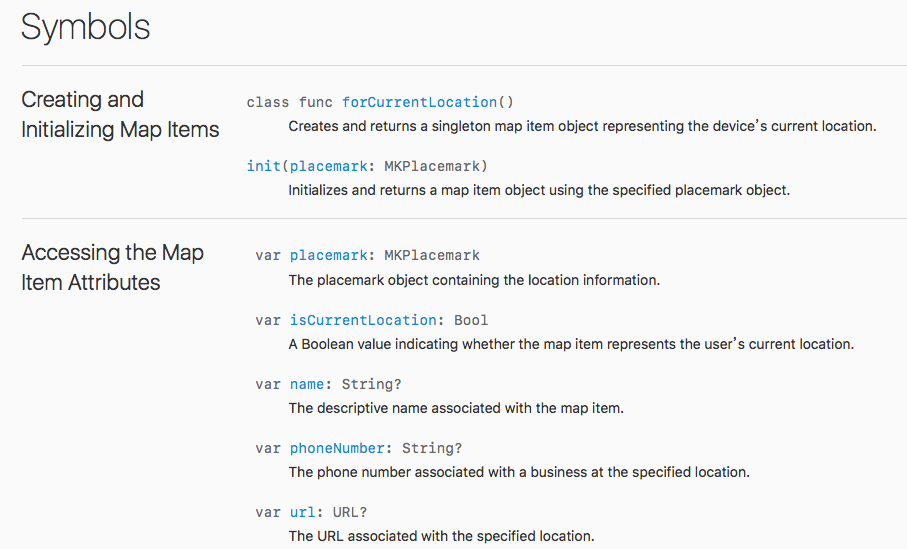 Symbols
Creating and
Initializing Map Items
class func forCurrentLocation()
Creates and returns a singleton map item object representing the device’s current location.
init(placemark: MKPlacemark)
Initializes and returns a map item object using the specified placemark object.
Accessing the Map
Item Attributes
var placemark: MKPlacemark
The placemark object containing the location information.
var isCurrentLocation: Bool
A Boolean value indicating whether the map item represents the user’s current location.
var name: String?
The descriptive name associated with the map item.
var phoneNumber: String?
The phone number associated with a business at the specified location.
var url: URL?
The URL associated with the specified location.